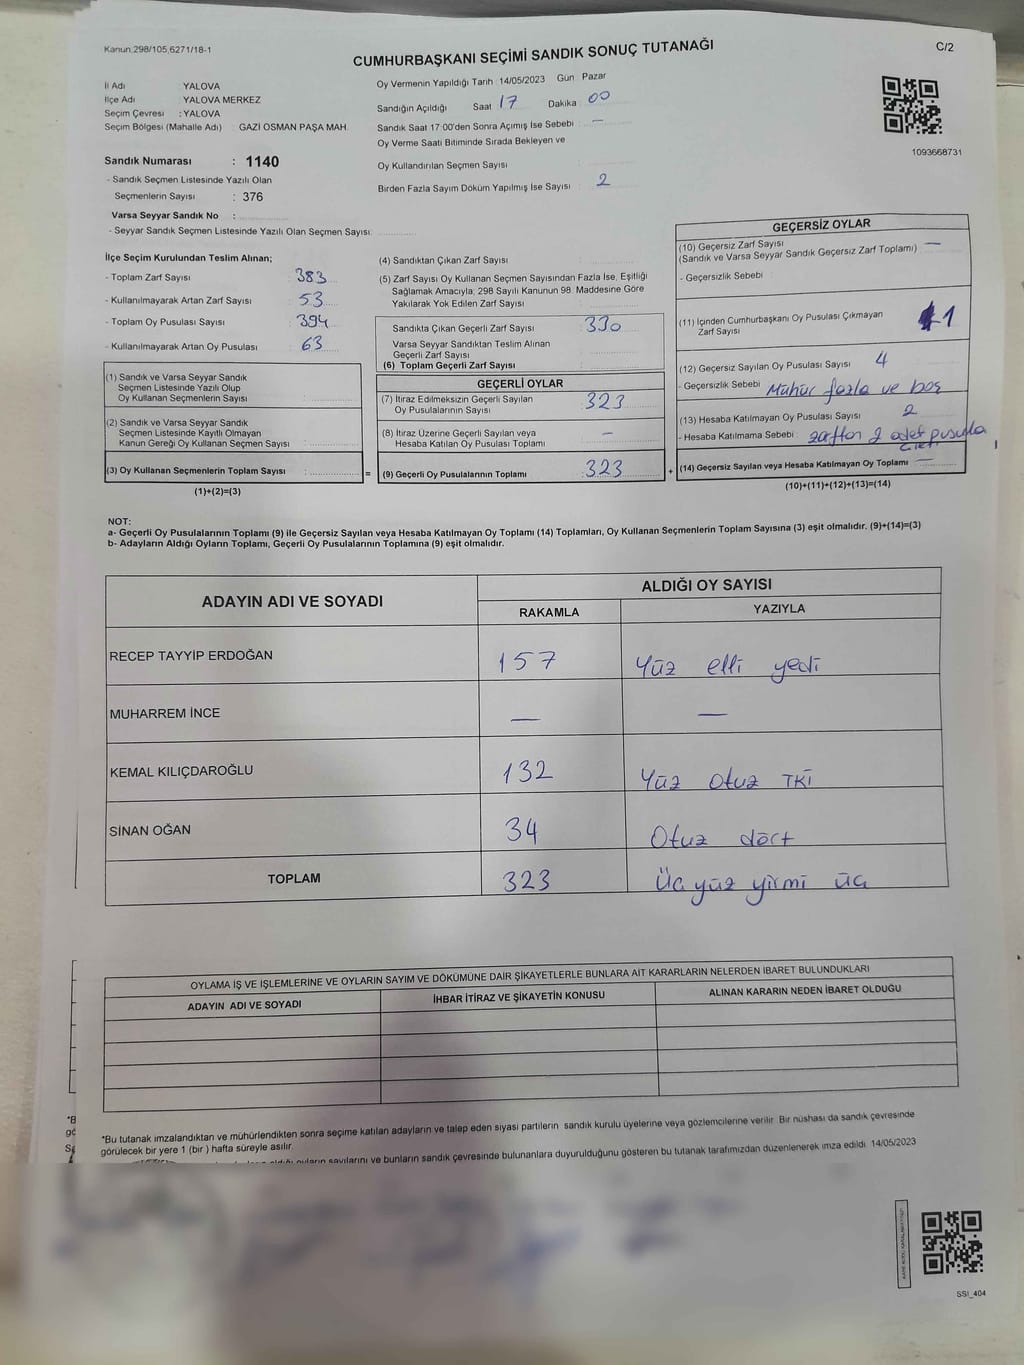 Kanun.298/105,6271/18-1
CUMHURBAŞKANI SEÇİMİ SANDIK SONUÇ TUTANAĞI
C/2
İl Adı : YALOVA
İlçe Adı : YALOVA MERKEZ
Seçim Çevresi : YALOVA
Seçim Bölgesi (Mahalle Adı) : GAZİ OSMAN PAŞA MAH.
Sandık Numarası : 1140
- Sandık Seçmen Listesinde Yazılı Olan
Seçmenlerin Sayısı : 376
Varsa Seyyar Sandık No :
- Seyyar Sandık Seçmen Listesinde Yazılı Olan Seçmen Sayısı:
Oy Vermenin Yapıldığı Tarih : 14/05/2023 Gün : Pazar
Sandığın Açıldığı Saat 17 Dakika 00
Sandık Saat 17:00'den Sonra Açımış İse Sebebi : —
Oy Verme Saati Bitiminde Sırada Bekleyen ve
Oy Kullandırılan Seçmen Sayısı
Birden Fazla Sayım Döküm Yapılmış İse Sayısı : 2
1093668731
İlçe Seçim Kurulundan Teslim Alınan;
- Toplam Zarf Sayısı : 383
- Kullanılmayarak Artan Zarf Sayısı : 53
- Toplam Oy Pusulası Sayısı : 394
- Kullanılmayarak Artan Oy Pusulası : 63
(1) Sandık ve Varsa Seyyar Sandık
Seçmen Listesinde Yazılı Olup
Oy Kullanan Seçmenlerin Sayısı :
(2) Sandık ve Varsa Seyyar Sandık
Seçmen Listesinde Kayıtlı Olmayan
Kanun Gereği Oy Kullanan Seçmen Sayısı :
(3) Oy Kullanan Seçmenlerin Toplam Sayısı :
(1)+(2)=(3)
(4) Sandıktan Çıkan Zarf Sayısı :
(5) Zarf Sayısı Oy Kullanan Seçmen Sayısından Fazla İse, Eşitliği
Sağlamak Amacıyla; 298 Sayılı Kanunun 98. Maddesine Göre
Yakılarak Yok Edilen Zarf Sayısı :
Sandıkta Çıkan Geçerli Zarf Sayısı : 330
Varsa Seyyar Sandıktan Teslim Alınan
Geçerli Zarf Sayısı :
(6) Toplam Geçerli Zarf Sayısı :
GEÇERLİ OYLAR
(7) İtiraz Edilmeksizin Geçerli Sayılan
Oy Pusulalarının Sayısı : 323
(8) İtiraz Üzerine Geçerli Sayılan veya
Hesaba Katılan Oy Pusulası Toplamı : —
= (9) Geçerli Oy Pusulalarının Toplamı : 323 +
GEÇERSİZ OYLAR
(10) Geçersiz Zarf Sayısı : —
(Sandık ve Varsa Seyyar Sandık Geçersiz Zarf Toplamı)
- Geçersizlik Sebebi :
(11) İçinden Cumhurbaşkanı Oy Pusulası Çıkmayan
Zarf Sayısı : 1
(12) Geçersiz Sayılan Oy Pusulası Sayısı : 4
- Geçersizlik Sebebi : Mühür fazla ve boş
(13) Hesaba Katılmayan Oy Pusulası Sayısı : 2
- Hesaba Katılmama Sebebi : zarftan 2 adet pusula
çıktı
(14) Geçersiz Sayılan veya Hesaba Katılmayan Oy Toplamı : —
(10)+(11)+(12)+(13)=(14)
NOT:
a- Geçerli Oy Pusulalarının Toplamı (9) ile Geçersiz Sayılan veya Hesaba Katılmayan Oy Toplamı (14) Toplamları, Oy Kullanan Seçmenlerin Toplam Sayısına (3) eşit olmalıdır. (9)+(14)=(3)
b- Adayların Aldığı Oyların Toplamı, Geçerli Oy Pusulalarının Toplamına (9) eşit olmalıdır.
ADAYIN ADI VE SOYADI
ALDIĞI OY SAYISI
RAKAMLA YAZIYLA
RECEP TAYYİP ERDOĞAN 157 Yüz elli yedi
MUHARREM İNCE — —
KEMAL KILIÇDAROĞLU 132 Yüz Otuz İKİ
SİNAN OĞAN 34 Otuz dört
TOPLAM 323 Üç yüz yirmi üç
OYLAMA İŞ VE İŞLEMLERİNE VE OYLARIN SAYIM VE DÖKÜMÜNE DAİR ŞİKAYETLERLE BUNLARA AİT KARARLARIN NELERDEN İBARET BULUNDUKLARI
ADAYIN ADI VE SOYADI İHBAR İTİRAZ VE ŞİKAYETİN KONUSU ALINAN KARARIN NEDEN İBARET OLDUĞU
*Bu tutanak imzalandıktan ve mühürlendikten sonra seçime katılan adayların ve talep eden siyasi partilerin sandık kurulu üyelerine veya gözlemcilerine verilir. Bir nüshası da sandık çevresinde
görülecek bir yere 1 (bir ) hafta süreyle asılır.
oyların sayılarını ve bunların sandık çevresinde bulunanlara duyurulduğunu gösteren bu tutanak tarafımızdan düzenlenerek imza edildi. 14/05/2023
SSI_404